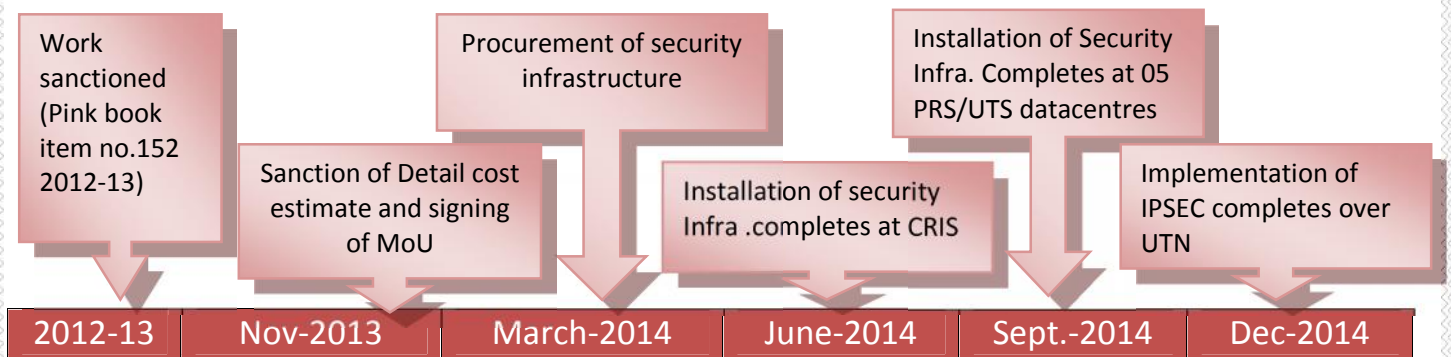 Work
sanctioned
(Pink book
item no.152
2012-13)
Sanction of Detail cost
estimate and signing
of MoU
Procurement of security
infrastructure
Installation of security
Infra .completes at CRIS
Installation of Security
Infra. Completes at 05
PRS/UTS datacentres
Implementation of
IPSEC completes over
UTN
2012-13
Nov-2013
March-2014
June-2014
Sept.-2014
Dec-2014